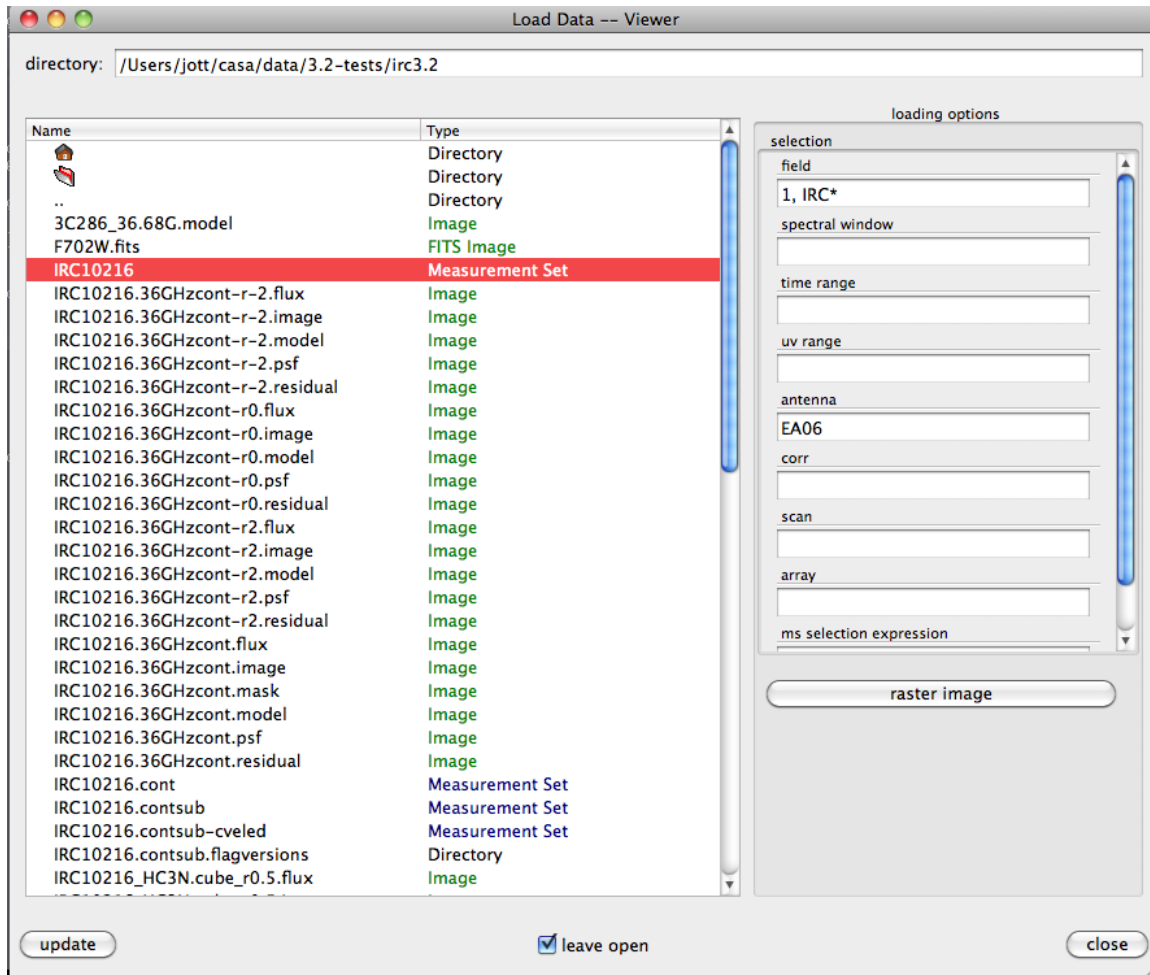 Load Data -- Viewer
directory: /Users/jott/casa/data/3.2-tests/irc3.2
Name Type
Directory
Directory
.. Directory
3C286_36.68G.model Image
F702W.fits FITS Image
IRC10216 Measurement Set
IRC10216.36GHzcont-r-2.flux Image
IRC10216.36GHzcont-r-2.image Image
IRC10216.36GHzcont-r-2.model Image
IRC10216.36GHzcont-r-2.psf Image
IRC10216.36GHzcont-r-2.residual Image
IRC10216.36GHzcont-r0.flux Image
IRC10216.36GHzcont-r0.image Image
IRC10216.36GHzcont-r0.model Image
IRC10216.36GHzcont-r0.psf Image
IRC10216.36GHzcont-r0.residual Image
IRC10216.36GHzcont-r2.flux Image
IRC10216.36GHzcont-r2.image Image
IRC10216.36GHzcont-r2.model Image
IRC10216.36GHzcont-r2.psf Image
IRC10216.36GHzcont-r2.residual Image
IRC10216.36GHzcont.flux Image
IRC10216.36GHzcont.image Image
IRC10216.36GHzcont.mask Image
IRC10216.36GHzcont.model Image
IRC10216.36GHzcont.psf Image
IRC10216.36GHzcont.residual Image
IRC10216.cont Measurement Set
IRC10216.contsub Measurement Set
IRC10216.contsub-cveled Measurement Set
IRC10216.contsub.flagversions Directory
IRC10216_HC3N.cube_r0.5.flux Image
loading options
selection
field
1, IRC*
spectral window
time range
uv range
antenna
EA06
corr
scan
array
ms selection expression
raster image
update
leave open
close